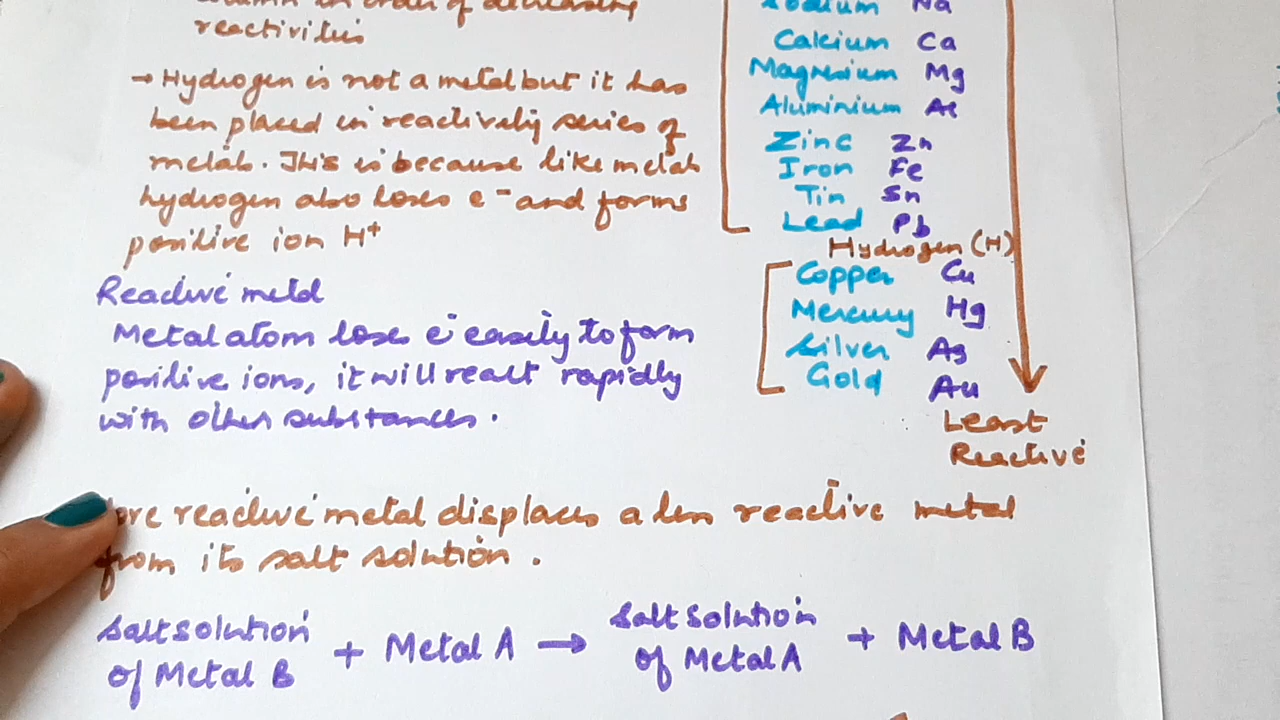 reactivities
→ Hydrogen is not a metal but it has
been placed in reactively series of
metals. This is because like metals
hydrogen also loses e⁻ and forms
positive ion H⁺
Reactive metal
Metal atom loses e⁻ easily to form
positive ions, it will react rapidly
with other substances.
Sodium Na
Calcium Ca
Magnesium Mg
Aluminium Al
Zinc Zn
Iron Fe
Tin Sn
Lead Pb
Hydrogen (H)
Copper Cu
Mercury Hg
Silver Ag
Gold Au
Least
Reactive
reactive metal displaces a less reactive metal
from its salt solution.
Salt solution of Metal B + Metal A → Salt solution of Metal A + Metal B